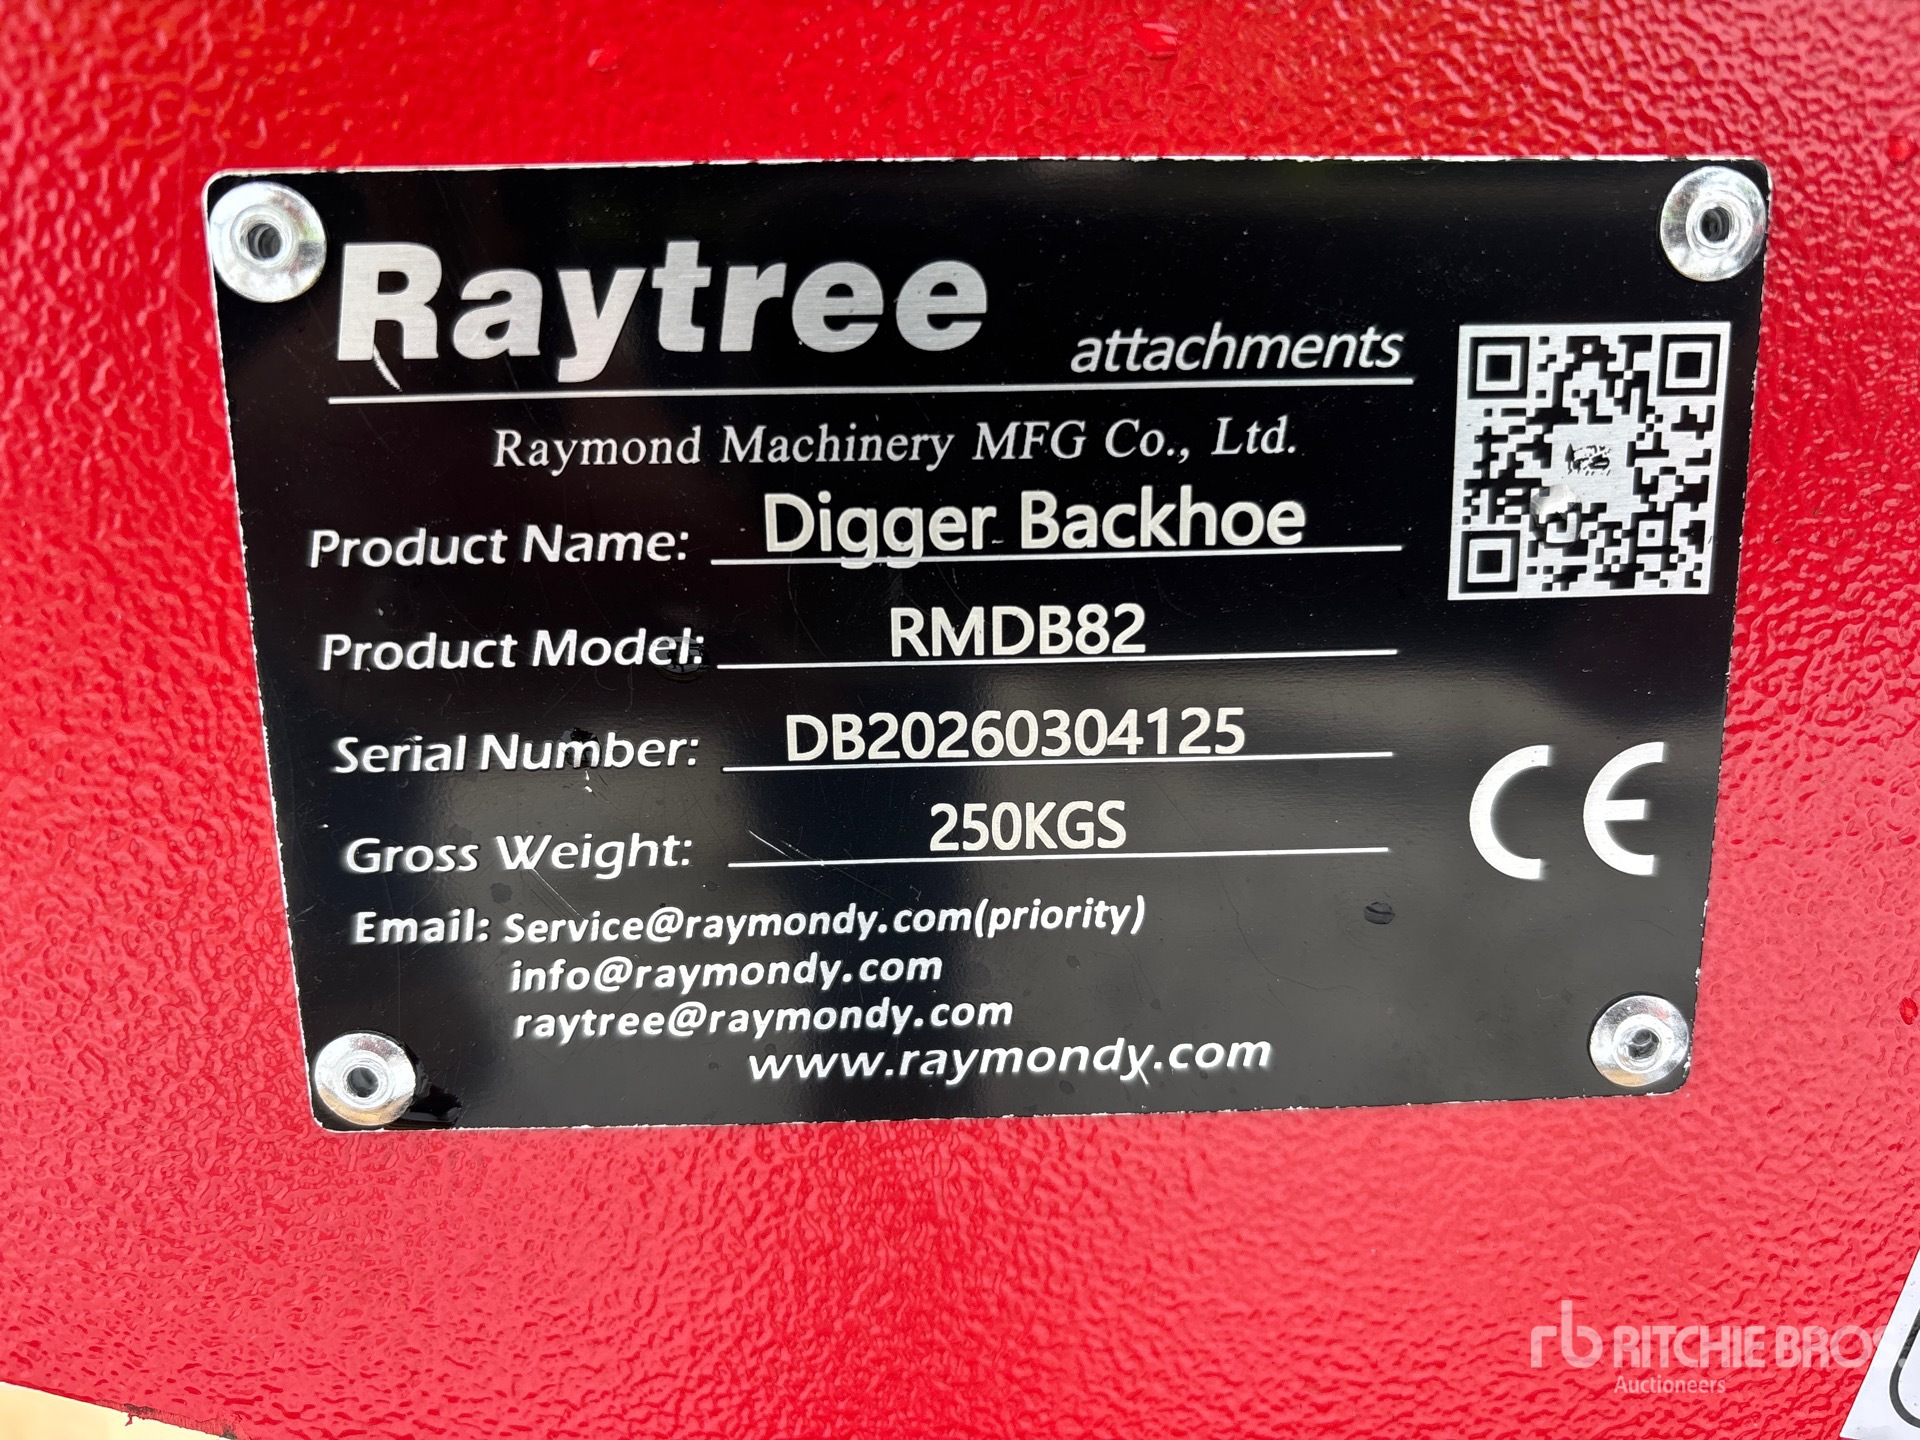 Raytree
attachments
Raymond Machinery MFG Co., Ltd.
Product Name: Digger Backhoe
Product Model: RMDB82
Serial Number: DB20260304125
Gross Weight: 250KGS
Email: Service@raymondy.com(priority)
info@raymondy.com
raytree@raymondy.com
www.raymondy.com
CE
rb RITCHIE BROS.
Auctioneers